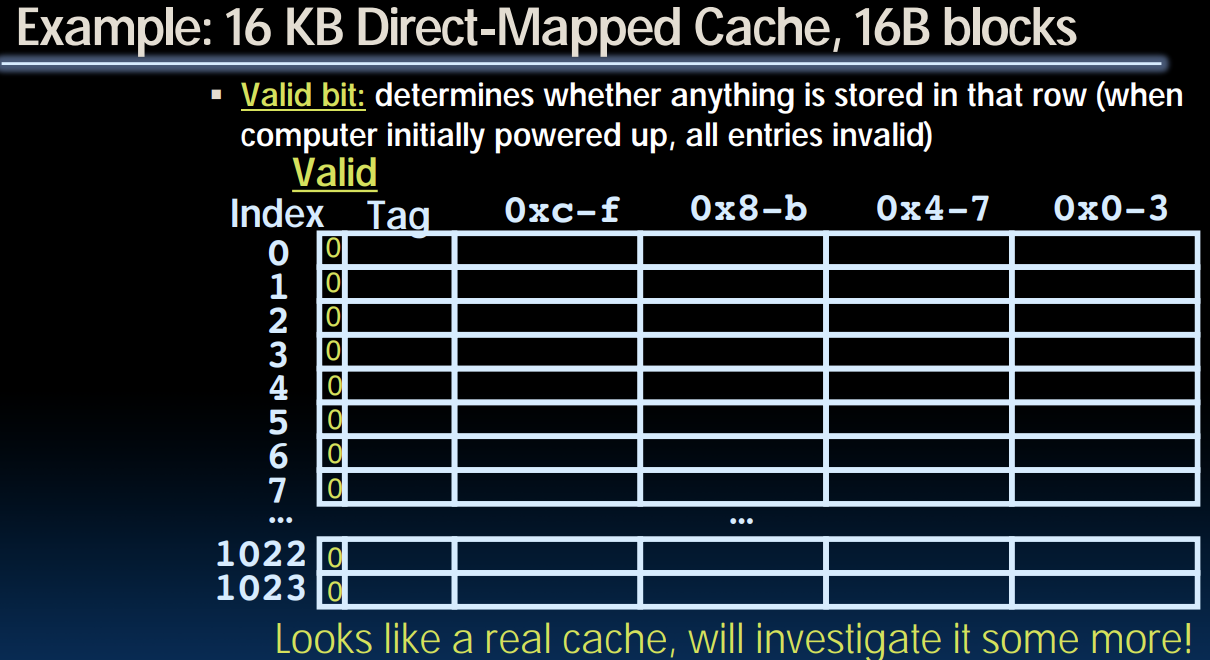 Example: 16 KB Direct-Mapped Cache, 16B blocks
▪ Valid bit: determines whether anything is stored in that row (when
computer initially powered up, all entries invalid)
Valid
Index Tag 0xc-f 0x8-b 0x4-7 0x0-3
0 0
1 0
2 0
3 0
4 0
5 0
6 0
7 0
... ...
1022 0
1023 0
Looks like a real cache, will investigate it some more!